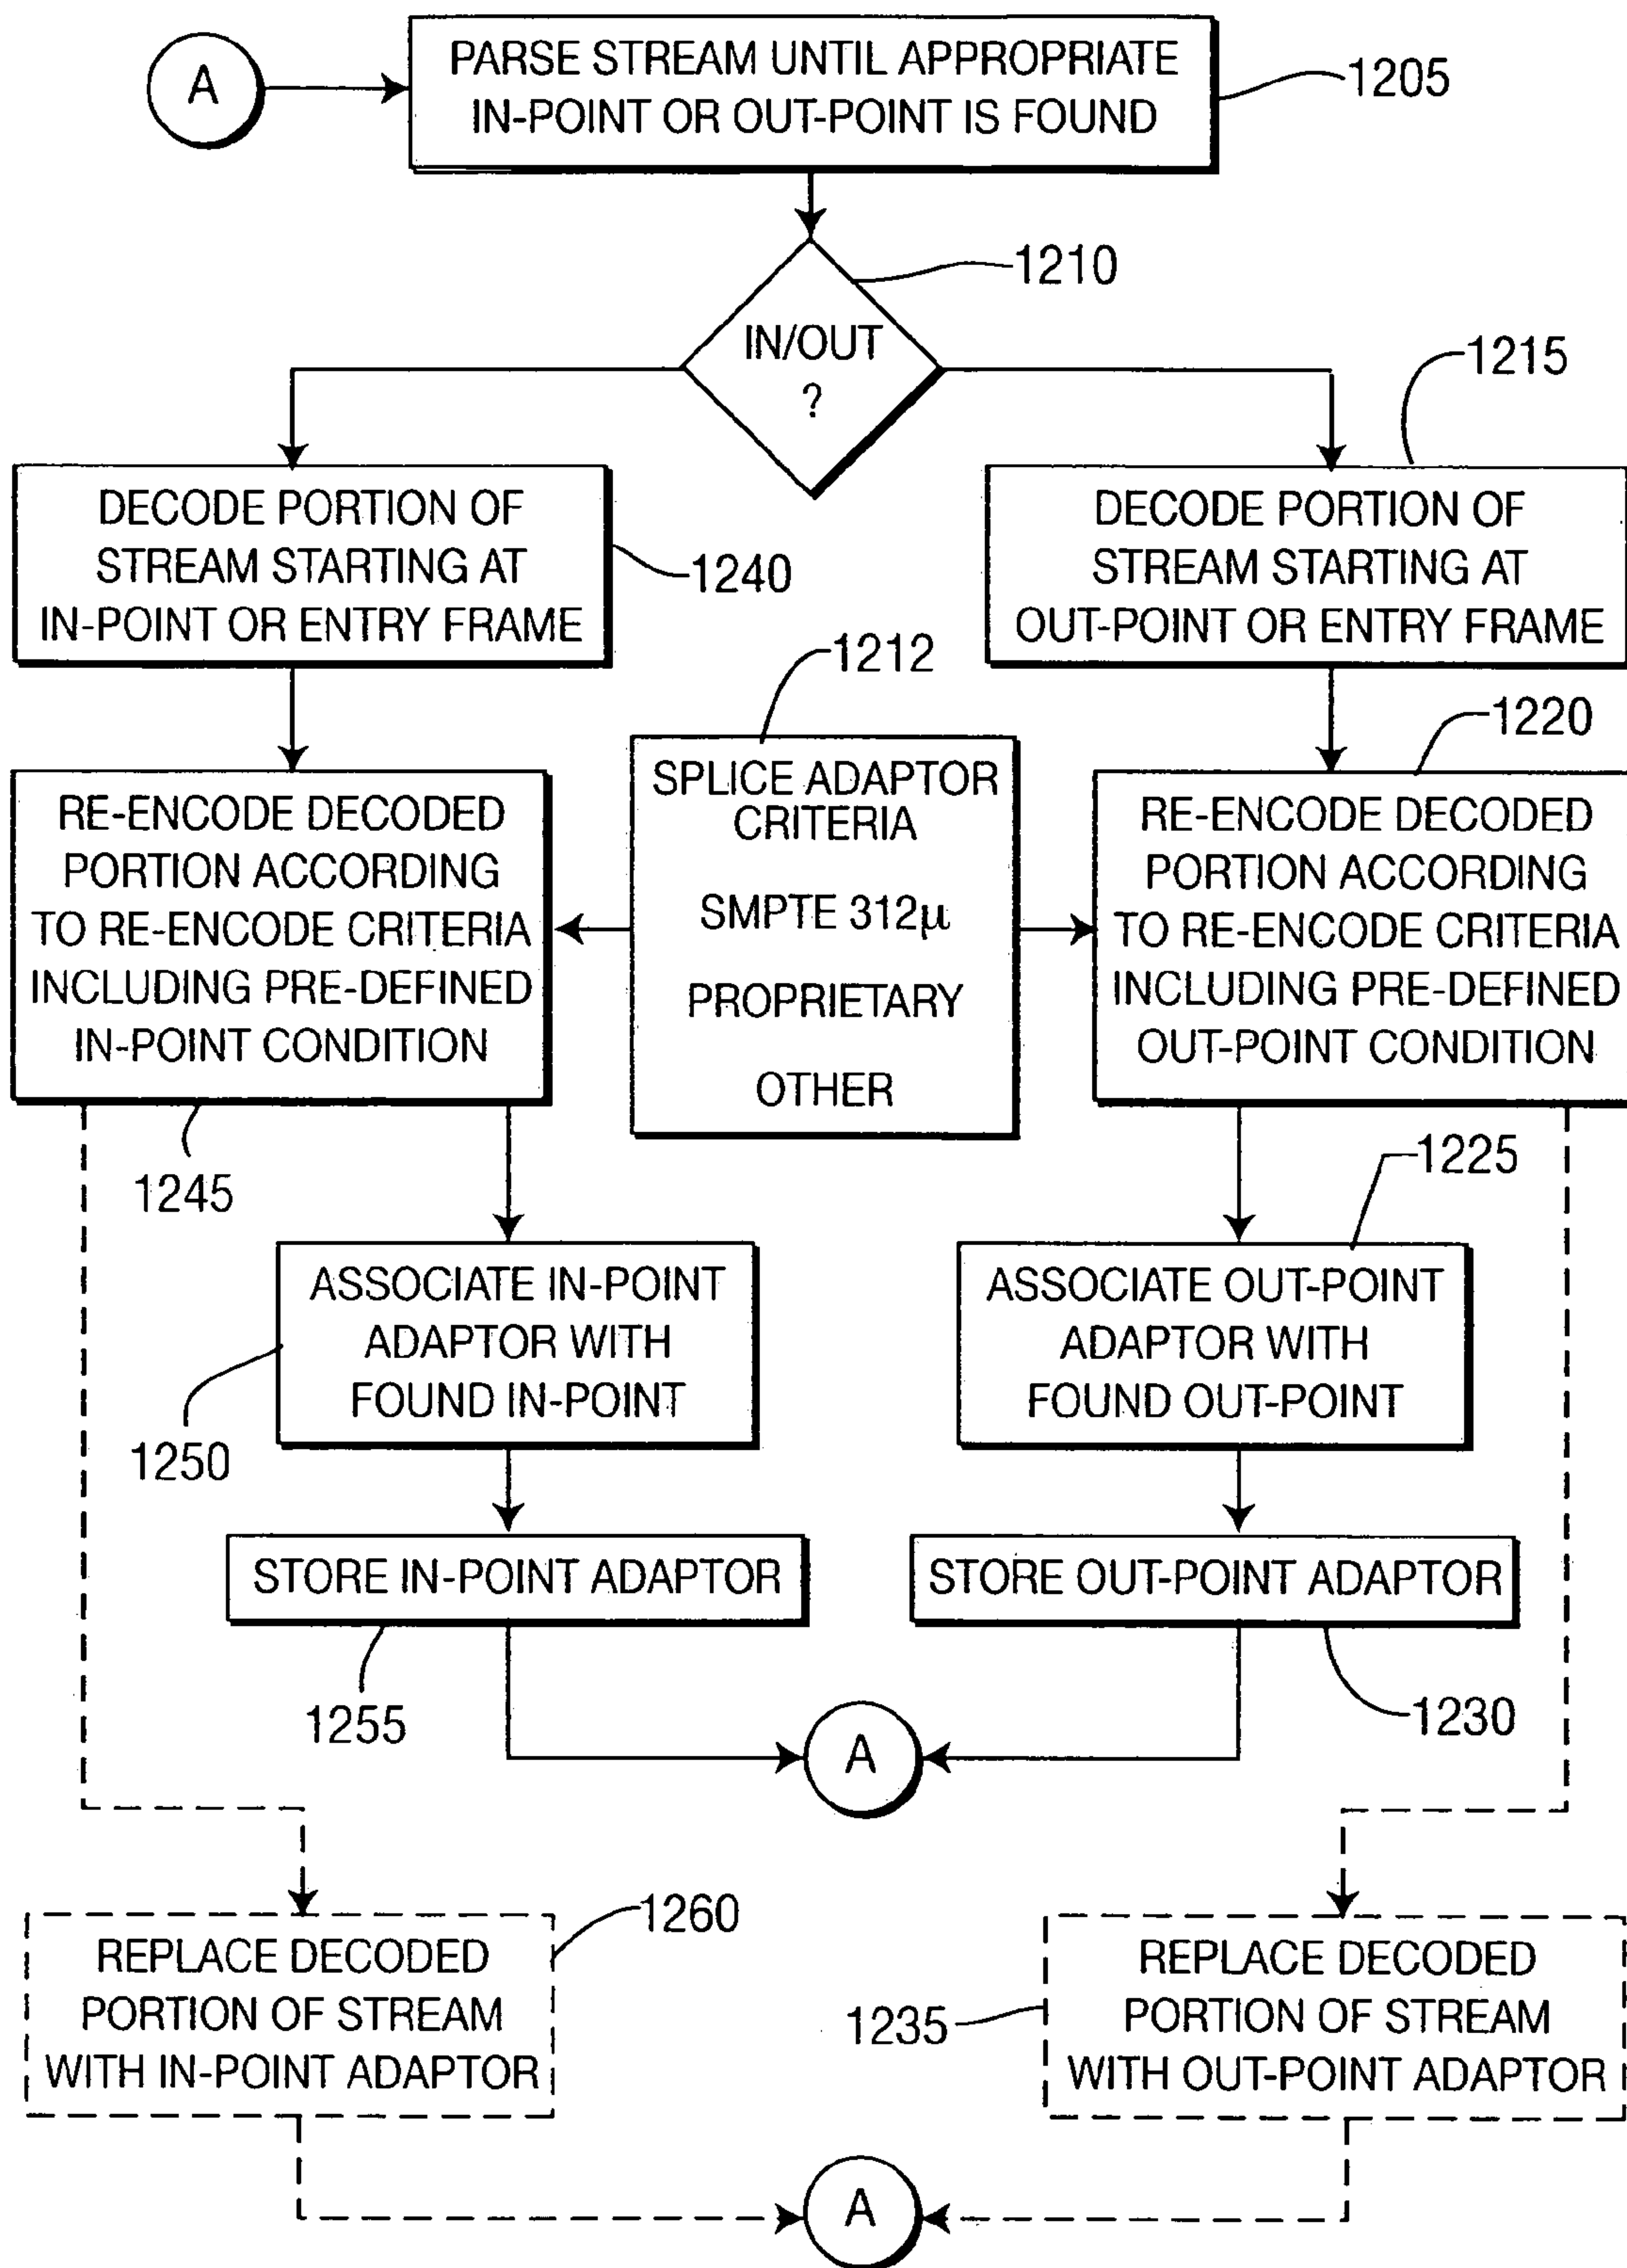 A
PARSE STREAM UNTIL APPROPRIATE
IN-POINT OR OUT-POINT IS FOUND
1205
1210
IN/OUT
?
1215
DECODE PORTION OF
STREAM STARTING AT
IN-POINT OR ENTRY FRAME
1240
DECODE PORTION OF
STREAM STARTING AT
OUT-POINT OR ENTRY FRAME
1212
1220
RE-ENCODE DECODED
PORTION ACCORDING
TO RE-ENCODE CRITERIA
INCLUDING PRE-DEFINED
IN-POINT CONDITION
1245
SPLICE ADAPTOR
CRITERIA
SMPTE 312µ
PROPRIETARY
OTHER
RE-ENCODE DECODED
PORTION ACCORDING
TO RE-ENCODE CRITERIA
INCLUDING PRE-DEFINED
OUT-POINT CONDITION
1225
ASSOCIATE IN-POINT
ADAPTOR WITH
FOUND IN-POINT
1250
ASSOCIATE OUT-POINT
ADAPTOR WITH
FOUND OUT-POINT
STORE IN-POINT ADAPTOR
1255
STORE OUT-POINT ADAPTOR
1230
A
REPLACE DECODED
PORTION OF STREAM
WITH IN-POINT ADAPTOR
1260
1235
REPLACE DECODED
PORTION OF STREAM
WITH OUT-POINT ADAPTOR
A